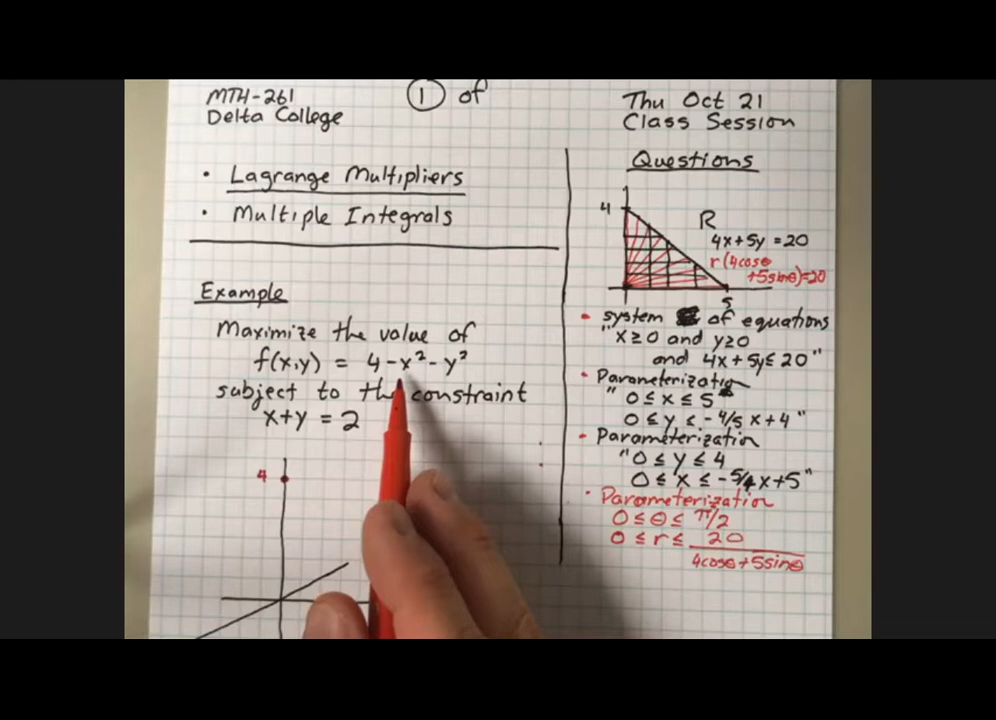 MTH-261
Delta College
1 of
Thu Oct 21
Class Session
• Lagrange Multipliers
• Multiple Integrals
Example
Maximize the value of
f(x,y) = 4-x²-y²
subject to the constraint
x+y = 2
4
Questions
4
R
4x+5y =20
r(4cosθ
+5sinθ)=20
5
• system of equations
"x≥0 and y≥0
and 4x+5y≤20"
• Parameterization
"0≤x≤5
0≤y≤-4/5x+4"
• Parameterization
"0≤y≤4
0≤x≤-5/4x+5"
• Parameterization
0≤θ≤π/2
0≤r≤ 20
4cosθ+5sinθ